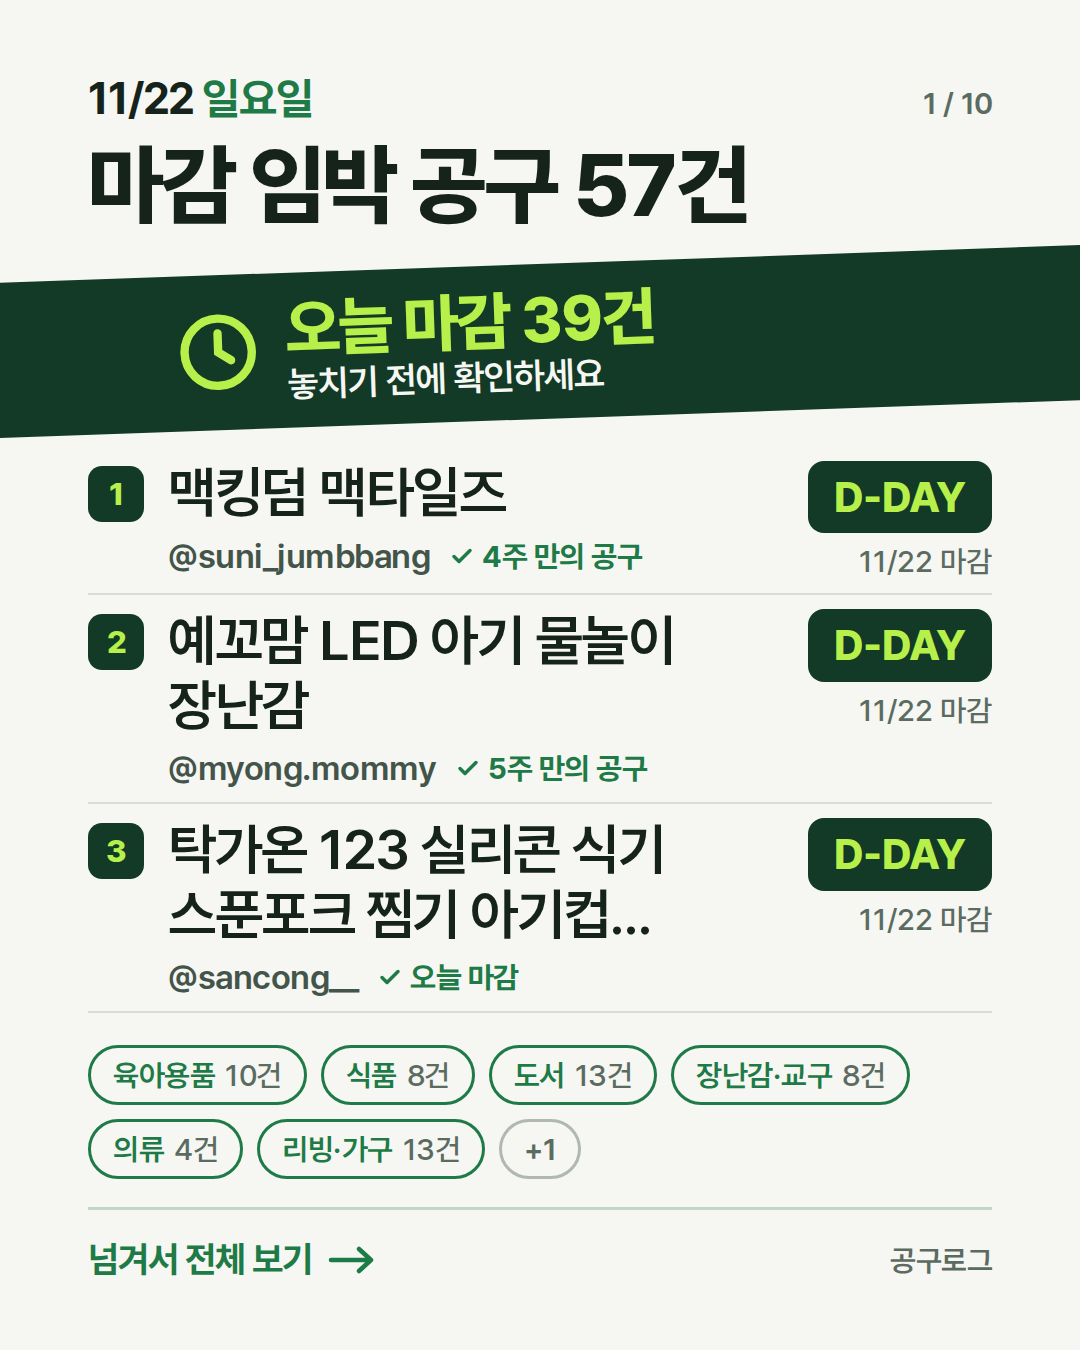 11/22 일요일
1 / 10
마감 임박 공구 57건
오늘 마감 39건
놓치기 전에 확인하세요
1 맥킹덤 맥타일즈 D-DAY
@suni_jumbbang 4주 만의 공구 11/22 마감
2 예꼬맘 LED 아기 물놀이 D-DAY
장난감 11/22 마감
@myong.mommy 5주 만의 공구
3 탁가온 123 실리콘 식기 D-DAY
스푼포크 찜기 아기컵... 11/22 마감
@sancong__ 오늘 마감
육아용품 10건 식품 8건 도서 13건 장난감·교구 8건
의류 4건 리빙·가구 13건 +1
넘겨서 전체 보기 → 공구로그